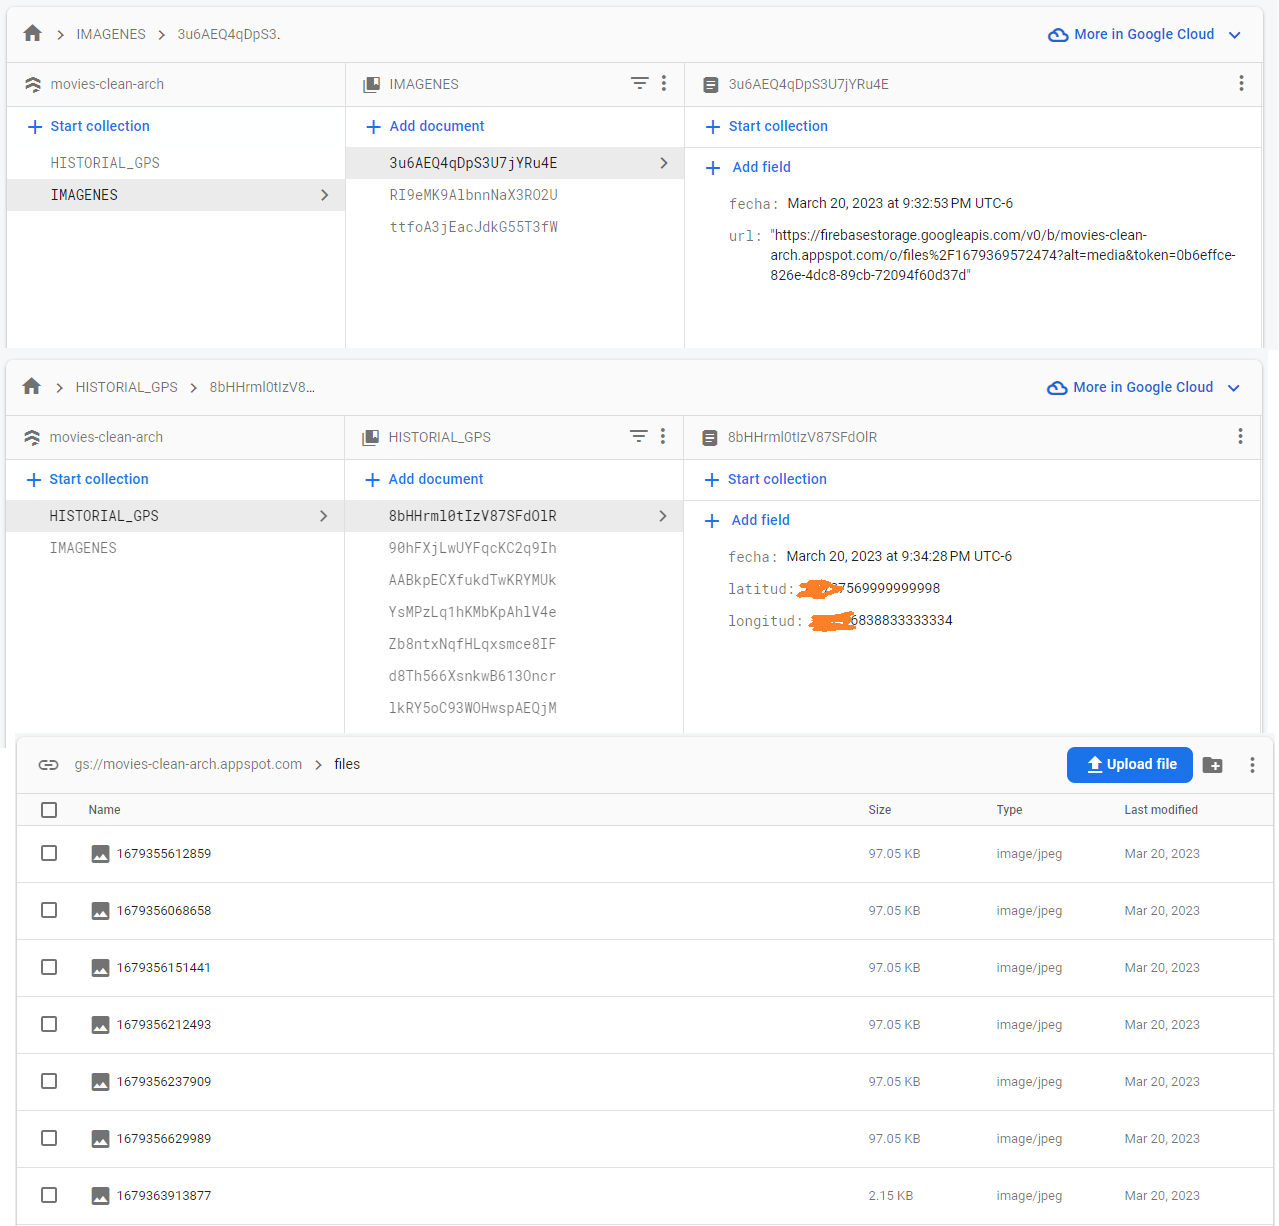 IMAGENES > 3u6AEQ4qDpS3.
More in Google Cloud
movies-clean-arch
IMAGENES
3u6AEQ4qDpS3U7jYRu4E
+ Start collection
+ Add document
+ Start collection
HISTORIAL_GPS
IMAGENES
3u6AEQ4qDpS3U7jYRu4E
RI9eMK9AlbnnNaX3RO2U
ttfoA3jEacJdkG55T3fW
+ Add field
fecha: March 20, 2023 at 9:32:53 PM UTC-6
url: "https://firebasestorage.googleapis.com/v0/b/movies-clean-
arch.appspot.com/o/files%2F1679369572474?alt=media&token=0b6effce-
826e-4dc8-89cb-72094f60d37d"
HISTORIAL_GPS > 8bHHrml0tIzV8...
More in Google Cloud
movies-clean-arch
HISTORIAL_GPS
8bHHrml0tIzV87SFdOlR
+ Start collection
+ Add document
+ Start collection
HISTORIAL_GPS
IMAGENES
8bHHrml0tIzV87SFdOlR
90hFXjLwUYFqcKC2q9Ih
AABkpECXfukdTwKRYMUk
YsMPzLq1hKMbKpAhlV4e
Zb8ntxNqfHLqxsmce8IF
d8Th566XsnkwB613Oncr
lkRY5oC93WOHwspAEQjM
+ Add field
fecha: March 20, 2023 at 9:34:28 PM UTC-6
latitud: 7569999999998
longitud: 6838833333334
gs://movies-clean-arch.appspot.com > files
Upload file
Name Size Type Last modified
1679355612859 97.05 KB image/jpeg Mar 20, 2023
1679356068658 97.05 KB image/jpeg Mar 20, 2023
1679356151441 97.05 KB image/jpeg Mar 20, 2023
1679356212493 97.05 KB image/jpeg Mar 20, 2023
1679356237909 97.05 KB image/jpeg Mar 20, 2023
1679356629989 97.05 KB image/jpeg Mar 20, 2023
1679363913877 2.15 KB image/jpeg Mar 20, 2023